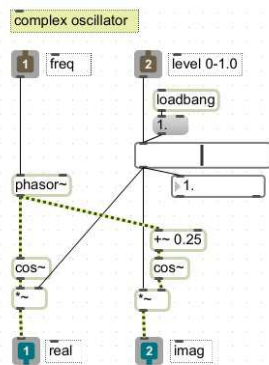 complex oscillator
1 freq
2 level 0-1.0
loadbang
1.
1.
phasor~
+~ 0.25
cos~
cos~
*~
*~
1 real
2 imag